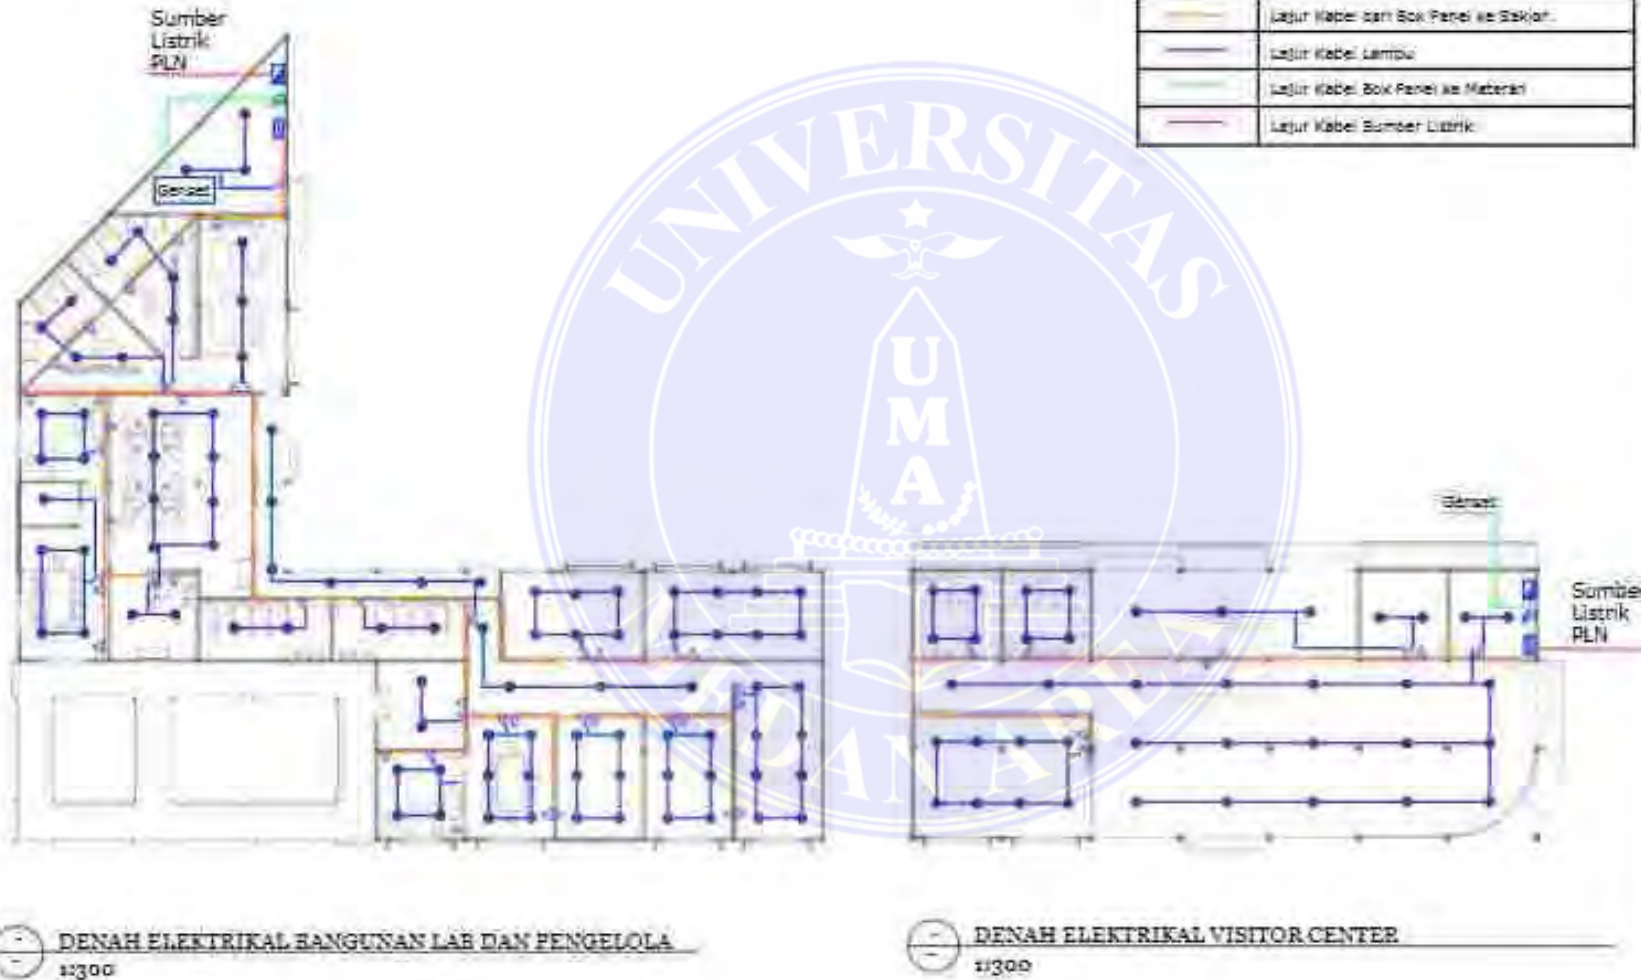 Sumber
Listrik
PLN
Genset
Lajur Kabel dari Box Panel ke Saklar.
Lajur Kabel Lampu
Lajur Kabel Box Panel ke Meteran
Lajur Kabel Sumber Listrik
UNIVERSITAS
UMA
MEDAN AREA
Genset
Sumber
Listrik
PLN
DENAH ELEKTRIKAL BANGUNAN LAB DAN PENGELOLA
1:300
DENAH ELEKTRIKAL VISITOR CENTER
1:300